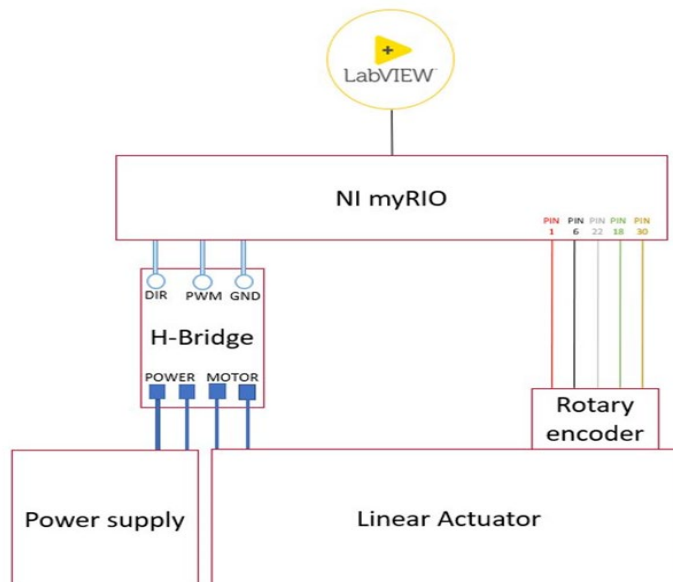 LabVIEW
NI myRIO
PIN PIN PIN PIN PIN
1 6 22 18 30
DIR PWM GND
H-Bridge
POWER MOTOR
Rotary
encoder
Power supply
Linear Actuator